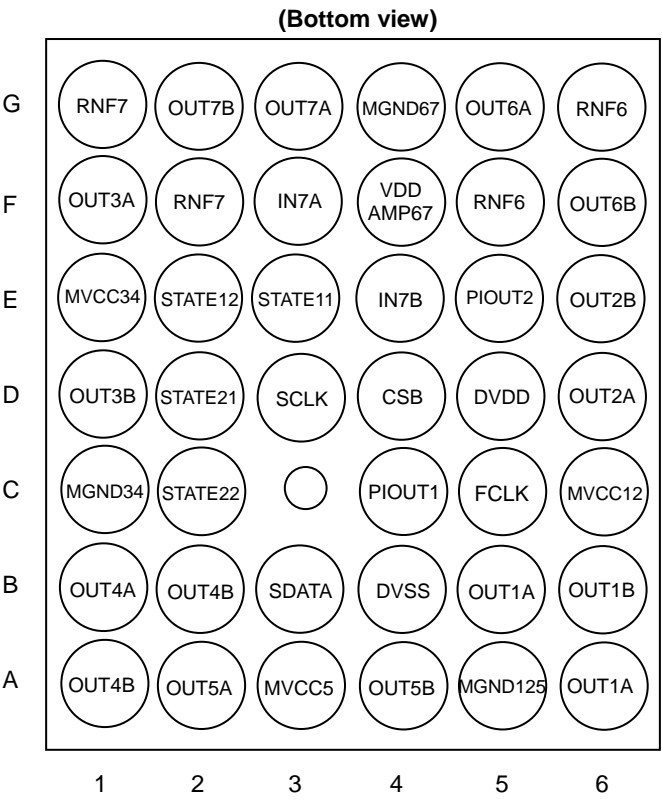 (Bottom view)
G RNF7 OUT7B OUT7A MGND67 OUT6A RNF6
F OUT3A RNF7 IN7A VDD AMP67 RNF6 OUT6B
E MVCC34 STATE12 STATE11 IN7B PIOUT2 OUT2B
D OUT3B STATE21 SCLK CSB DVDD OUT2A
C MGND34 STATE22 PIOUT1 FCLK MVCC12
B OUT4A OUT4B SDATA DVSS OUT1A OUT1B
A OUT4B OUT5A MVCC5 OUT5B MGND125 OUT1A
1 2 3 4 5 6